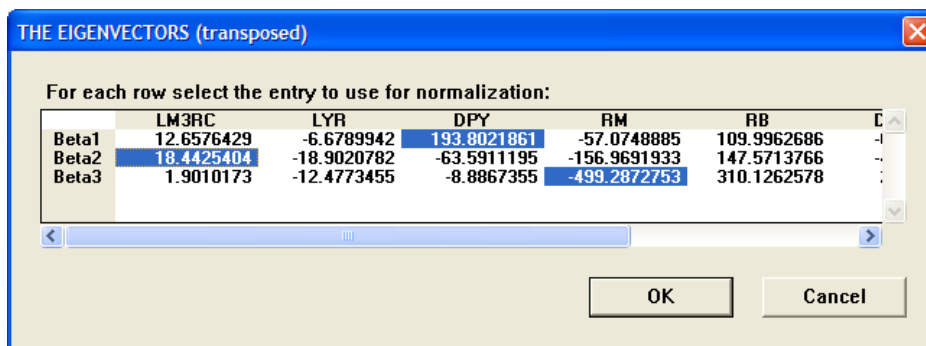 THE EIGENVECTORS (transposed)
For each row select the entry to use for normalization:
LM3RC LYR DPY RM RB
Beta1 12.6576429 -6.6789942 193.8021861 -57.0748885 109.9962686
Beta2 18.4425404 -18.9020782 -63.5911195 -156.9691933 147.5713766
Beta3 1.9010173 -12.4773455 -8.8867355 -499.2872753 310.1262578
OK Cancel